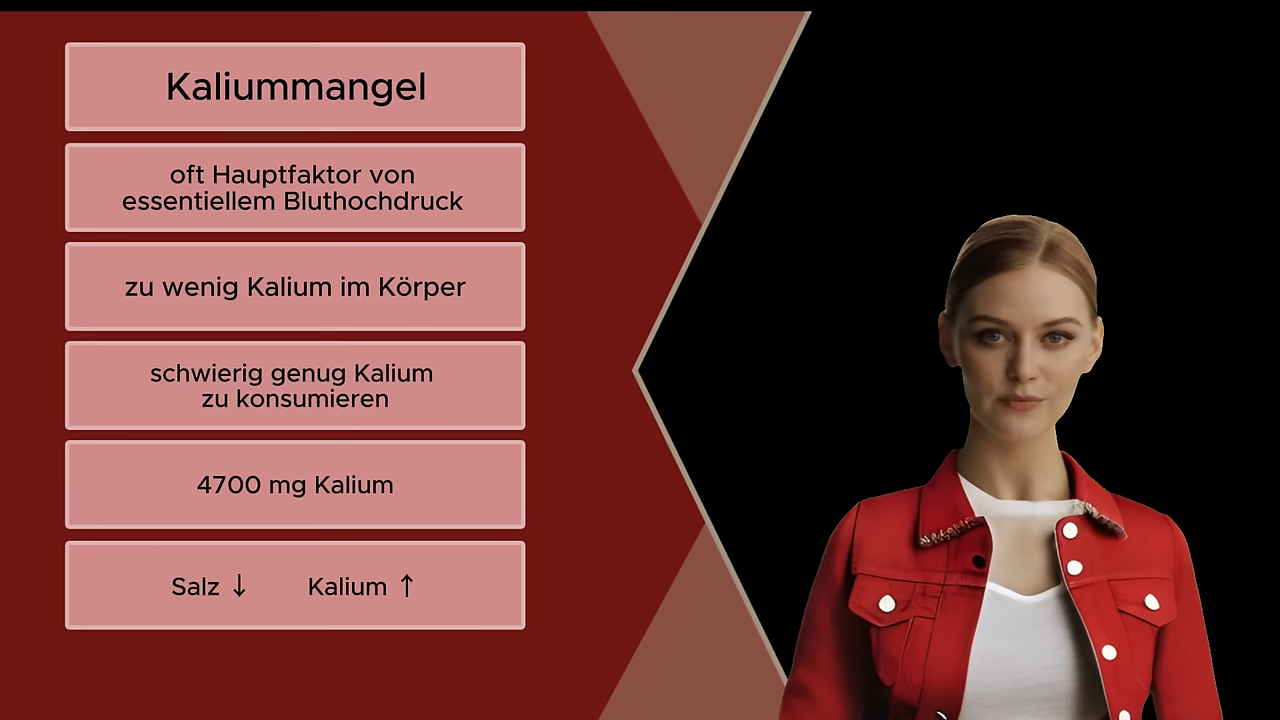 Kaliummangel
oft Hauptfaktor von
essentiellem Bluthochdruck
zu wenig Kalium im Körper
schwierig genug Kalium
zu konsumieren
4700 mg Kalium
Salz ↓ Kalium ↑